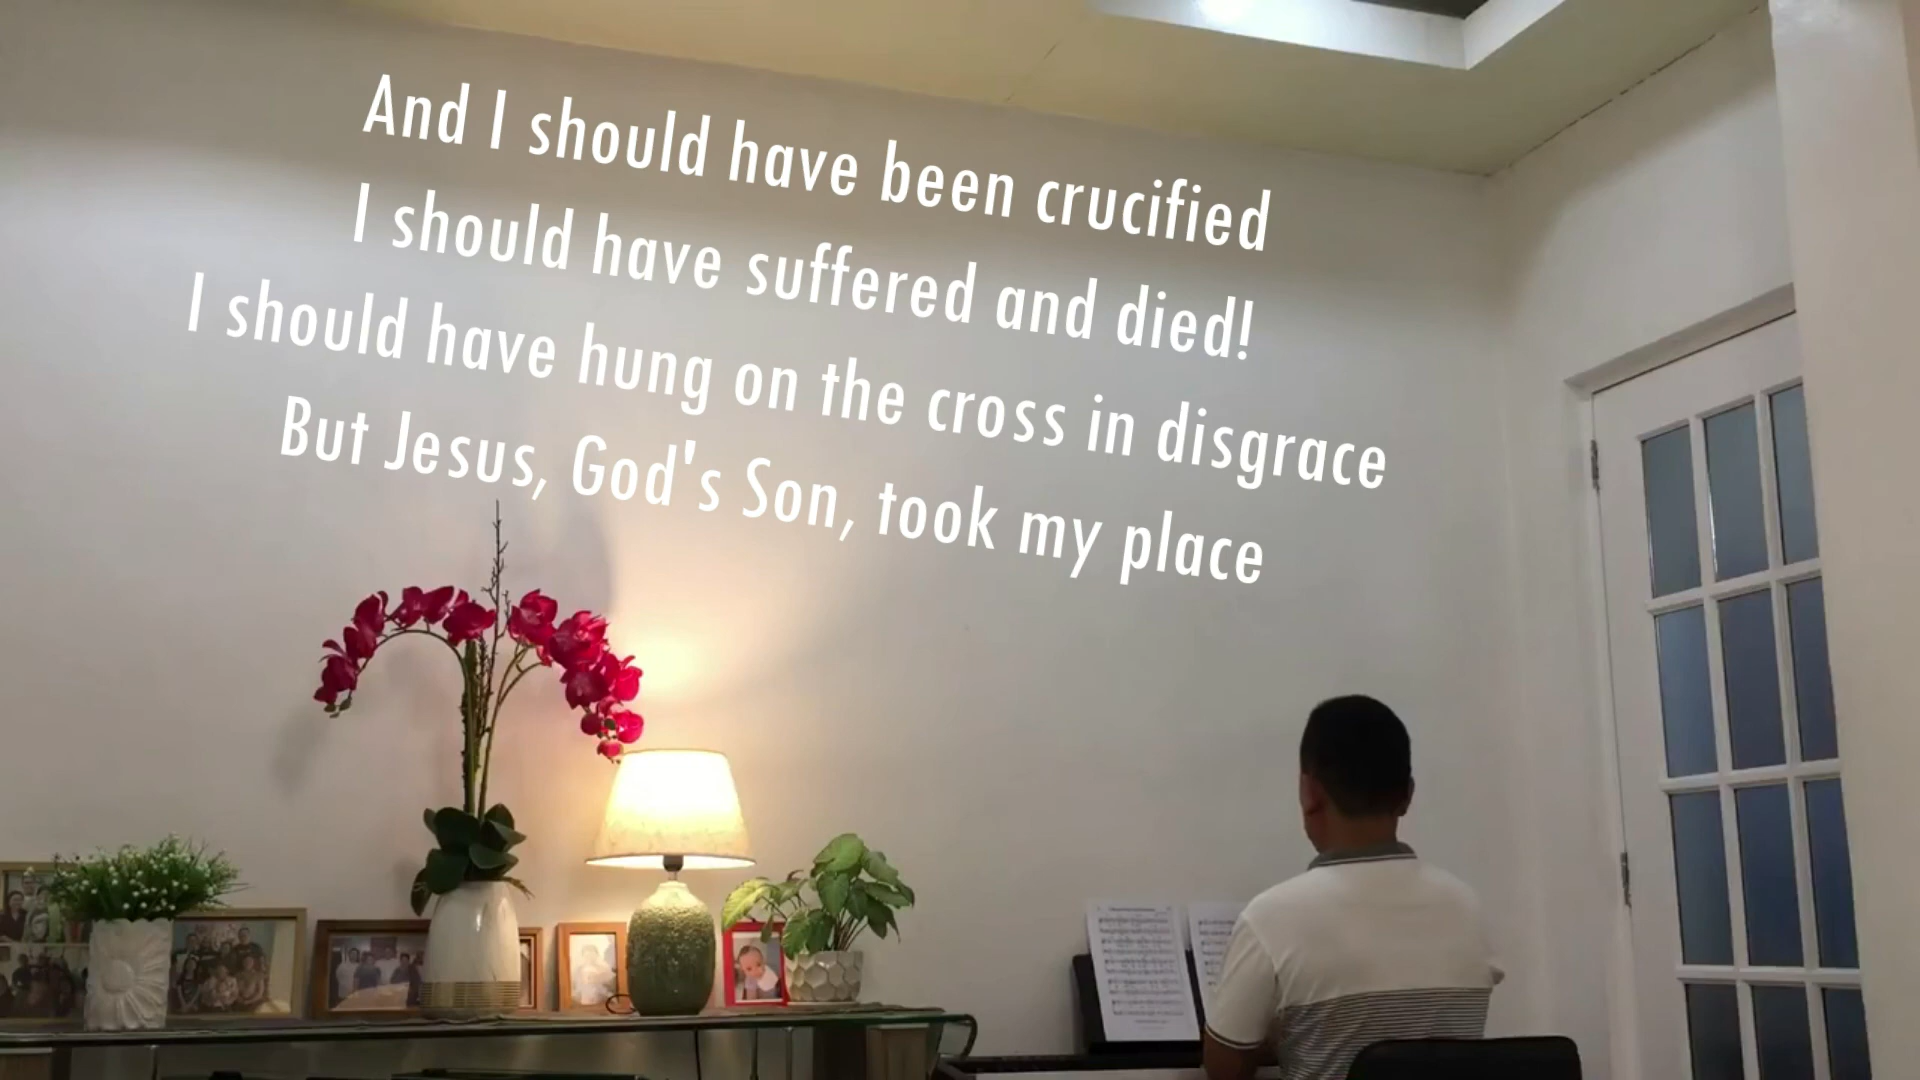 And I should have been crucified
I should have suffered and died!
I should have hung on the cross in disgrace
But Jesus, God's Son, took my place